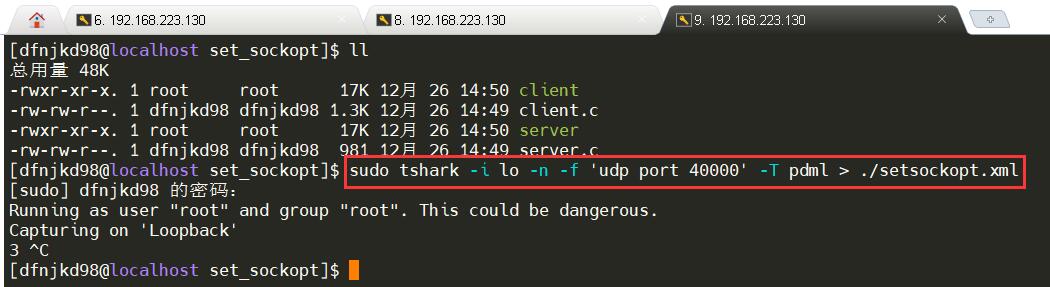 6. 192.168.223.130
8. 192.168.223.130
9. 192.168.223.130
[dfnjkd98@localhost set_sockopt]$ ll
总用量 48K
-rwxr-xr-x. 1 root     root      17K 12月 26 14:50 client
-rw-rw-r--. 1 dfnjkd98 dfnjkd98 1.3K 12月 26 14:49 client.c
-rwxr-xr-x. 1 root     root      17K 12月 26 14:50 server
-rw-rw-r--. 1 dfnjkd98 dfnjkd98  981 12月 26 14:49 server.c
[dfnjkd98@localhost set_sockopt]$ sudo tshark -i lo -n -f 'udp port 40000' -T pdml > ./setsockopt.xml
[sudo] dfnjkd98 的密码：
Running as user "root" and group "root". This could be dangerous.
Capturing on 'Loopback'
3 ^C
[dfnjkd98@localhost set_sockopt]$